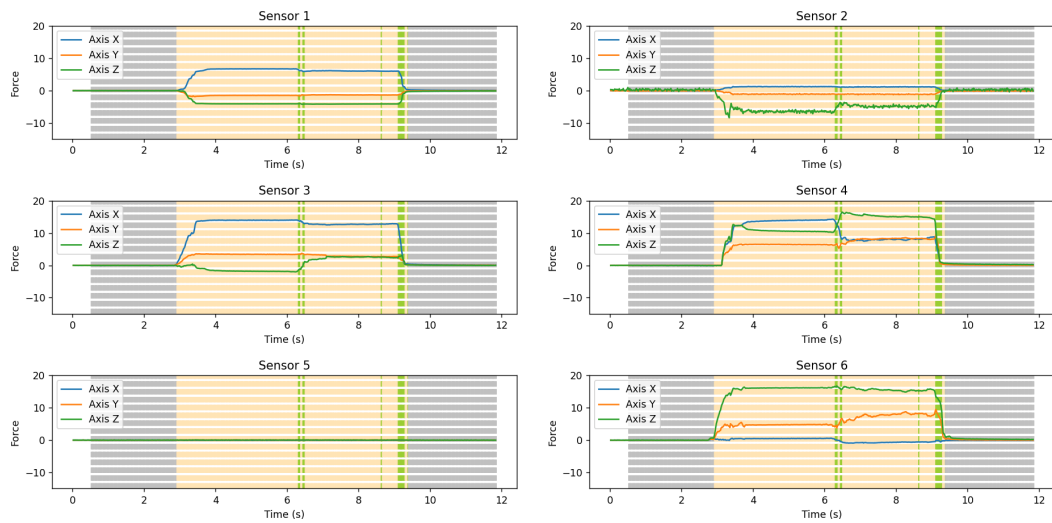 Sensor 1
20
10
0
−10
Force
Axis X
Axis Y
Axis Z
0 2 4 6 8 10 12
Time (s)
Sensor 2
20
10
0
−10
Force
Axis X
Axis Y
Axis Z
0 2 4 6 8 10 12
Time (s)
Sensor 3
20
10
0
−10
Force
Axis X
Axis Y
Axis Z
0 2 4 6 8 10 12
Time (s)
Sensor 4
20
10
0
−10
Force
Axis X
Axis Y
Axis Z
0 2 4 6 8 10 12
Time (s)
Sensor 5
20
10
0
−10
Force
Axis X
Axis Y
Axis Z
0 2 4 6 8 10 12
Time (s)
Sensor 6
20
10
0
−10
Force
Axis X
Axis Y
Axis Z
0 2 4 6 8 10 12
Time (s)